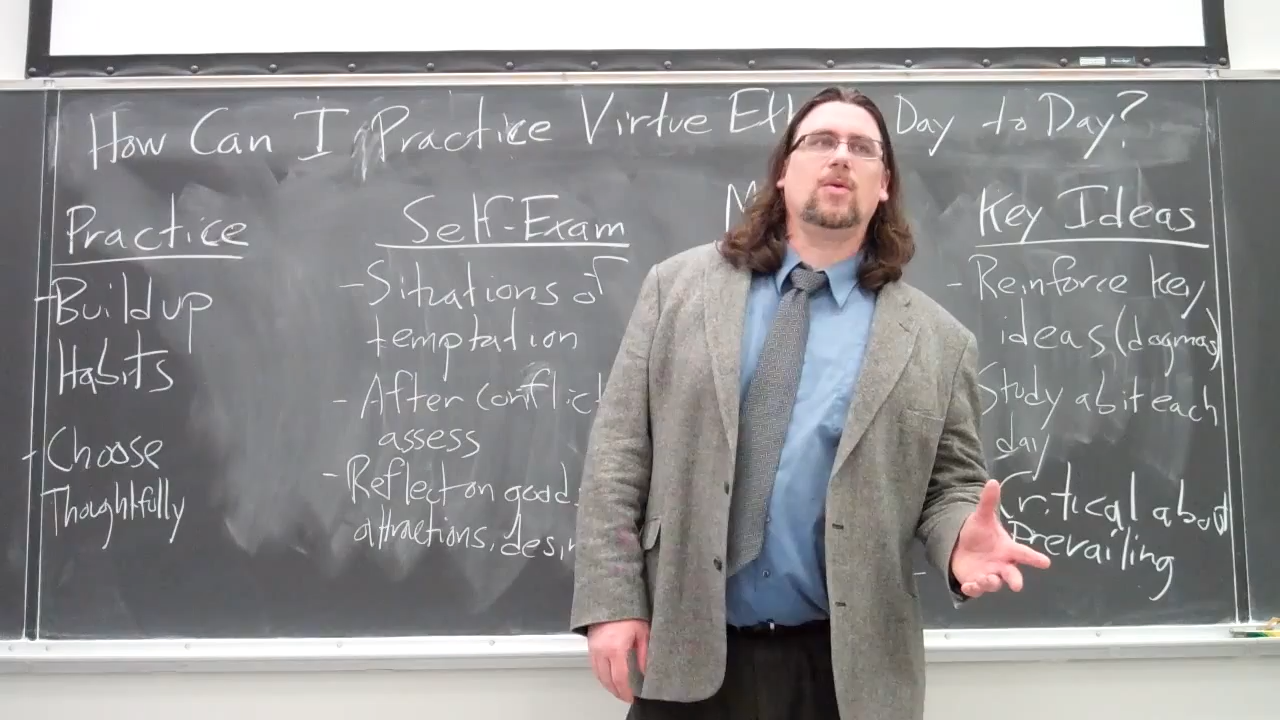 How Can I Practice Virtue Eth Day to Day?
Practice
- Build up
Habits
- Choose
Thoughtfully
Self-Exam
- Situations of
temptation
- After conflict
assess
- Reflect on good,
attractions, desir
M
Key Ideas
- Reinforce key
ideas (dogmas)
Study a bit each
day
Critical about
Prevailing